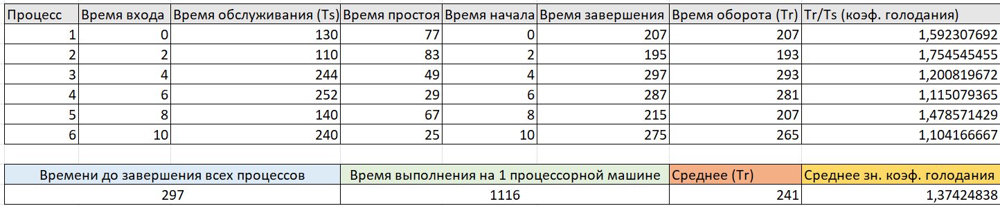 Процесс Время входа Время обслуживания (Ts) Время простоя Время начала Время завершения Время оборота (Tr) Tr/Ts (коэф. голодания)
1 0 130 77 0 207 207 1,592307692
2 2 110 83 2 195 193 1,754545455
3 4 244 49 4 297 293 1,200819672
4 6 252 29 6 287 281 1,115079365
5 8 140 67 8 215 207 1,478571429
6 10 240 25 10 275 265 1,104166667
Времени до завершения всех процессов Время выполнения на 1 процессорной машине Среднее (Tr) Среднее зн. коэф. голодания
297 1116 241 1,37424838